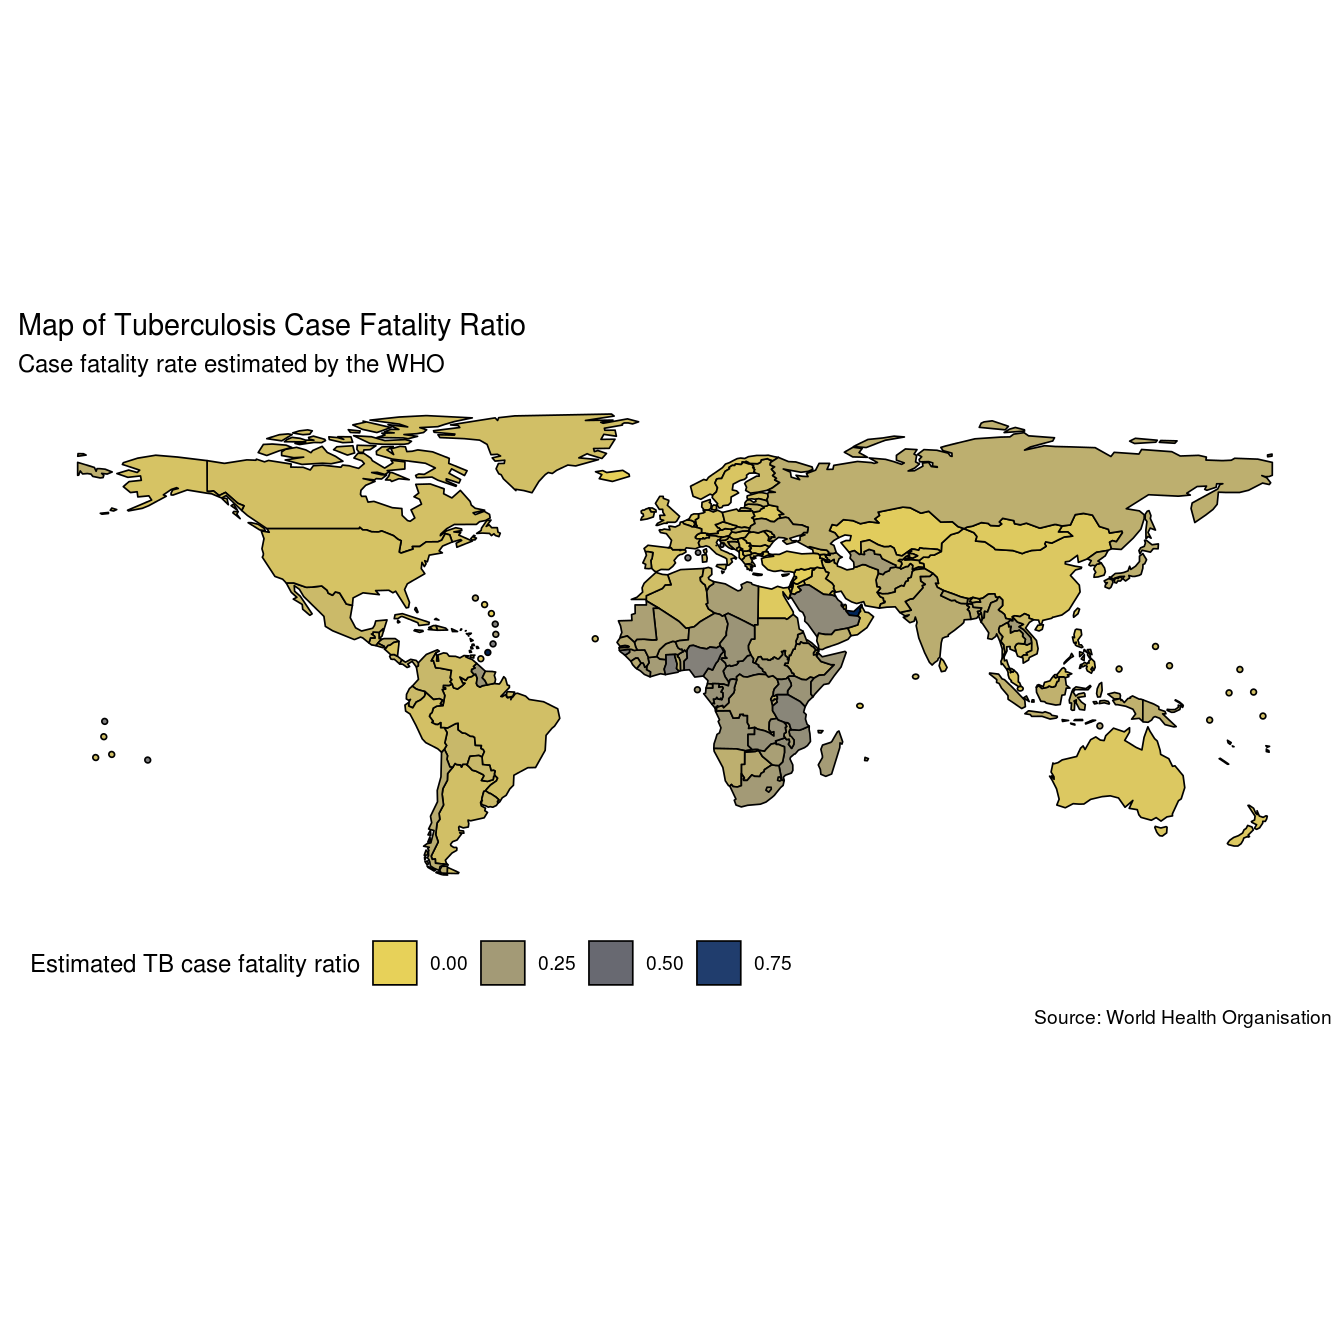 Map of Tuberculosis Case Fatality Ratio
Case fatality rate estimated by the WHO
Estimated TB case fatality ratio 0.00 0.25 0.50 0.75
Source: World Health Organisation